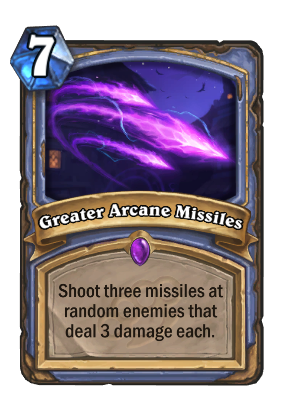 7
Greater Arcane Missiles
Shoot three missiles at
random enemies that
deal 3 damage each.